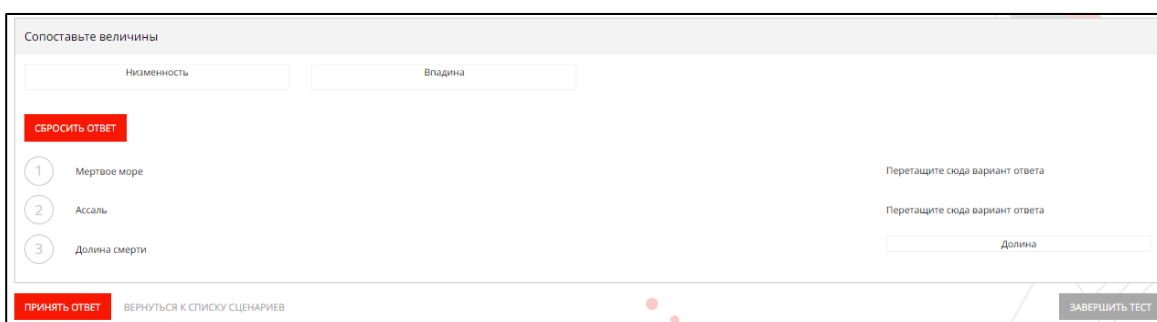 Сопоставьте величины
Низменность Впадина
СБРОСИТЬ ОТВЕТ
1 Мертвое море Перетащите сюда вариант ответа
2 Ассаль Перетащите сюда вариант ответа
3 Долина смерти Долина
ПРИНЯТЬ ОТВЕТ ВЕРНУТЬСЯ К СПИСКУ СЦЕНАРИЕВ ЗАВЕРШИТЬ ТЕСТ